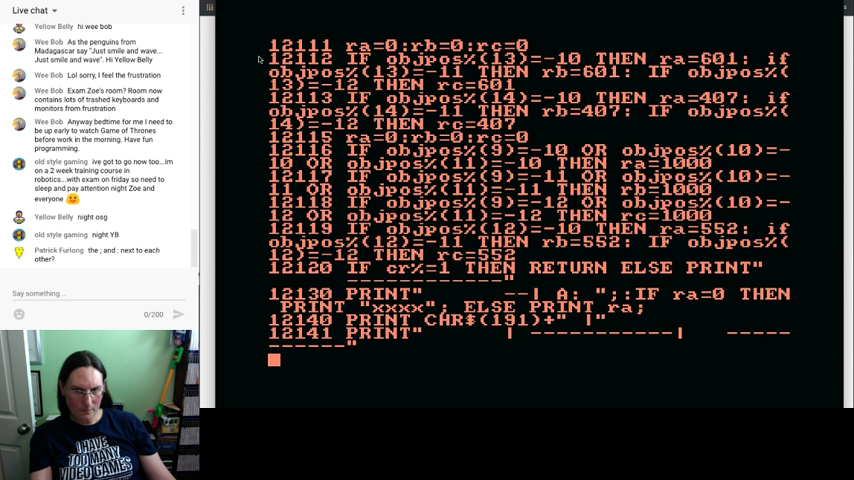 Live chat
Yellow Belly hi wee bob
Wee Bob As the penguins from
Madagascar say "Just smile and wave...
Just smile and wave". Hi Yellow Belly
Wee Bob Lol sorry, I feel the frustration
Wee Bob Exam Zoe's room? Room now
contains lots of trashed keyboards and
monitors from frustration
Wee Bob Anyway bedtime for me I need to
be up early to watch Game of Thrones
before work in the morning. Have fun
programming.
old style gaming ive got to go now too...im
on a 2 week training course in
robotics...with exam on friday so need to
sleep and pay attention night Zoe and
everyone
Yellow Belly night osg
old style gaming night YB
Patrick Furlong the ; and : next to each
other?
Say something...
0/200
12111 ra=0:rb=0:rc=0
12112 IF objpos%(13)=-10 THEN ra=601: if
objpos%(13)=-11 THEN rb=601: IF objpos%(
13)=-12 THEN rc=601
12113 IF objpos%(14)=-10 THEN ra=407: if
objpos%(14)=-11 THEN rb=407: IF objpos%(
14)=-12 THEN rc=407
12115 ra=0:rb=0:rc=0
12116 IF objpos%(9)=-10 OR objpos%(10)=-
10 OR objpos%(11)=-10 THEN ra=1000
12117 IF objpos%(9)=-11 OR objpos%(10)=-
11 OR objpos%(11)=-11 THEN rb=1000
12118 IF objpos%(9)=-12 OR objpos%(10)=-
12 OR objpos%(11)=-12 THEN rc=1000
12119 IF objpos%(12)=-10 THEN ra=552: if
objpos%(12)=-11 THEN rb=552: IF objpos%(
12)=-12 THEN rc=552
12120 IF cr%=1 THEN RETURN ELSE PRINT"
------------"
12130 PRINT" --| A: ";:IF ra=0 THEN
PRINT "xxxx"; ELSE PRINT ra;
12140 PRINT CHR$(191)+" |"
12141 PRINT" | -----------| -----
------"
I HAVE
TOO MANY
VIDEO GAMES